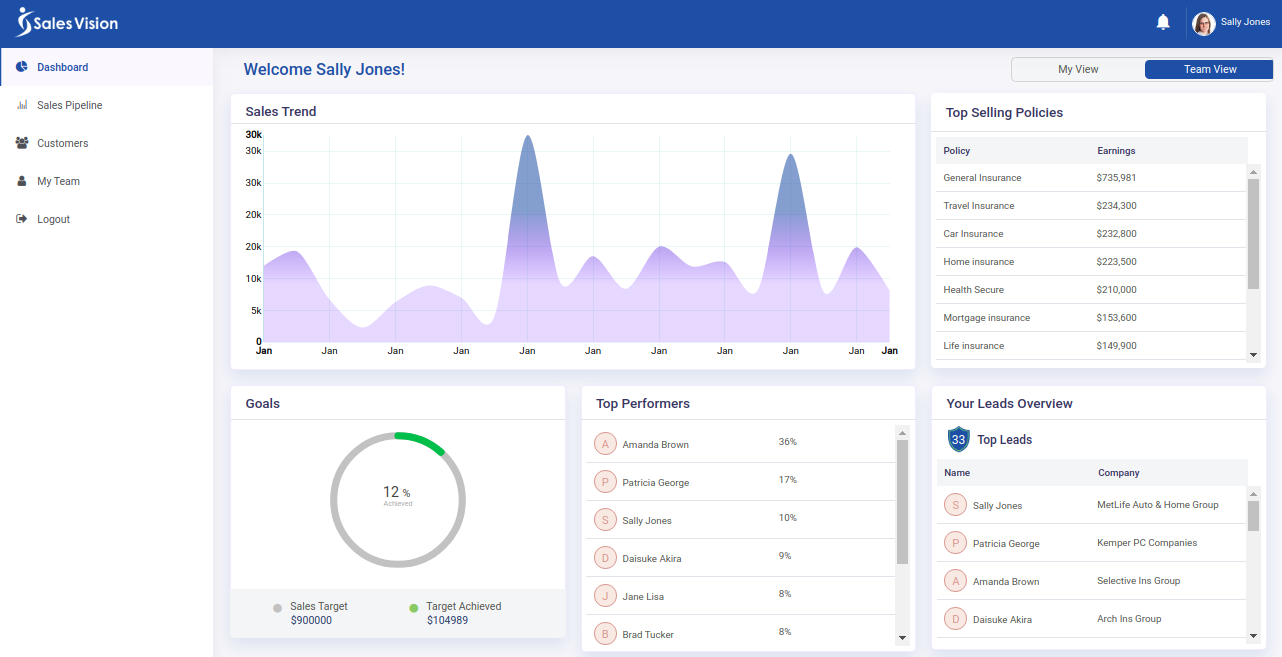 Sales Vision
Sally Jones
Dashboard
Sales Pipeline
Customers
My Team
Logout
Welcome Sally Jones!
My View
Team View
Sales Trend
30k
30k
30k
20k
20k
10k
5k
0
Jan Jan Jan Jan Jan Jan Jan Jan Jan Jan Jan
Top Selling Policies
Policy Earnings
General Insurance $735,981
Travel Insurance $234,300
Car Insurance $232,800
Home insurance $223,500
Health Secure $210,000
Mortgage insurance $153,600
Life insurance $149,900
Goals
12 %
Achieved
Sales Target Target Achieved
$900000 $104989
Top Performers
A Amanda Brown 36%
P Patricia George 17%
S Sally Jones 10%
D Daisuke Akira 9%
J Jane Lisa 8%
B Brad Tucker 8%
Your Leads Overview
33 Top Leads
Name Company
S Sally Jones MetLife Auto & Home Group
P Patricia George Kemper PC Companies
A Amanda Brown Selective Ins Group
D Daisuke Akira Arch Ins Group